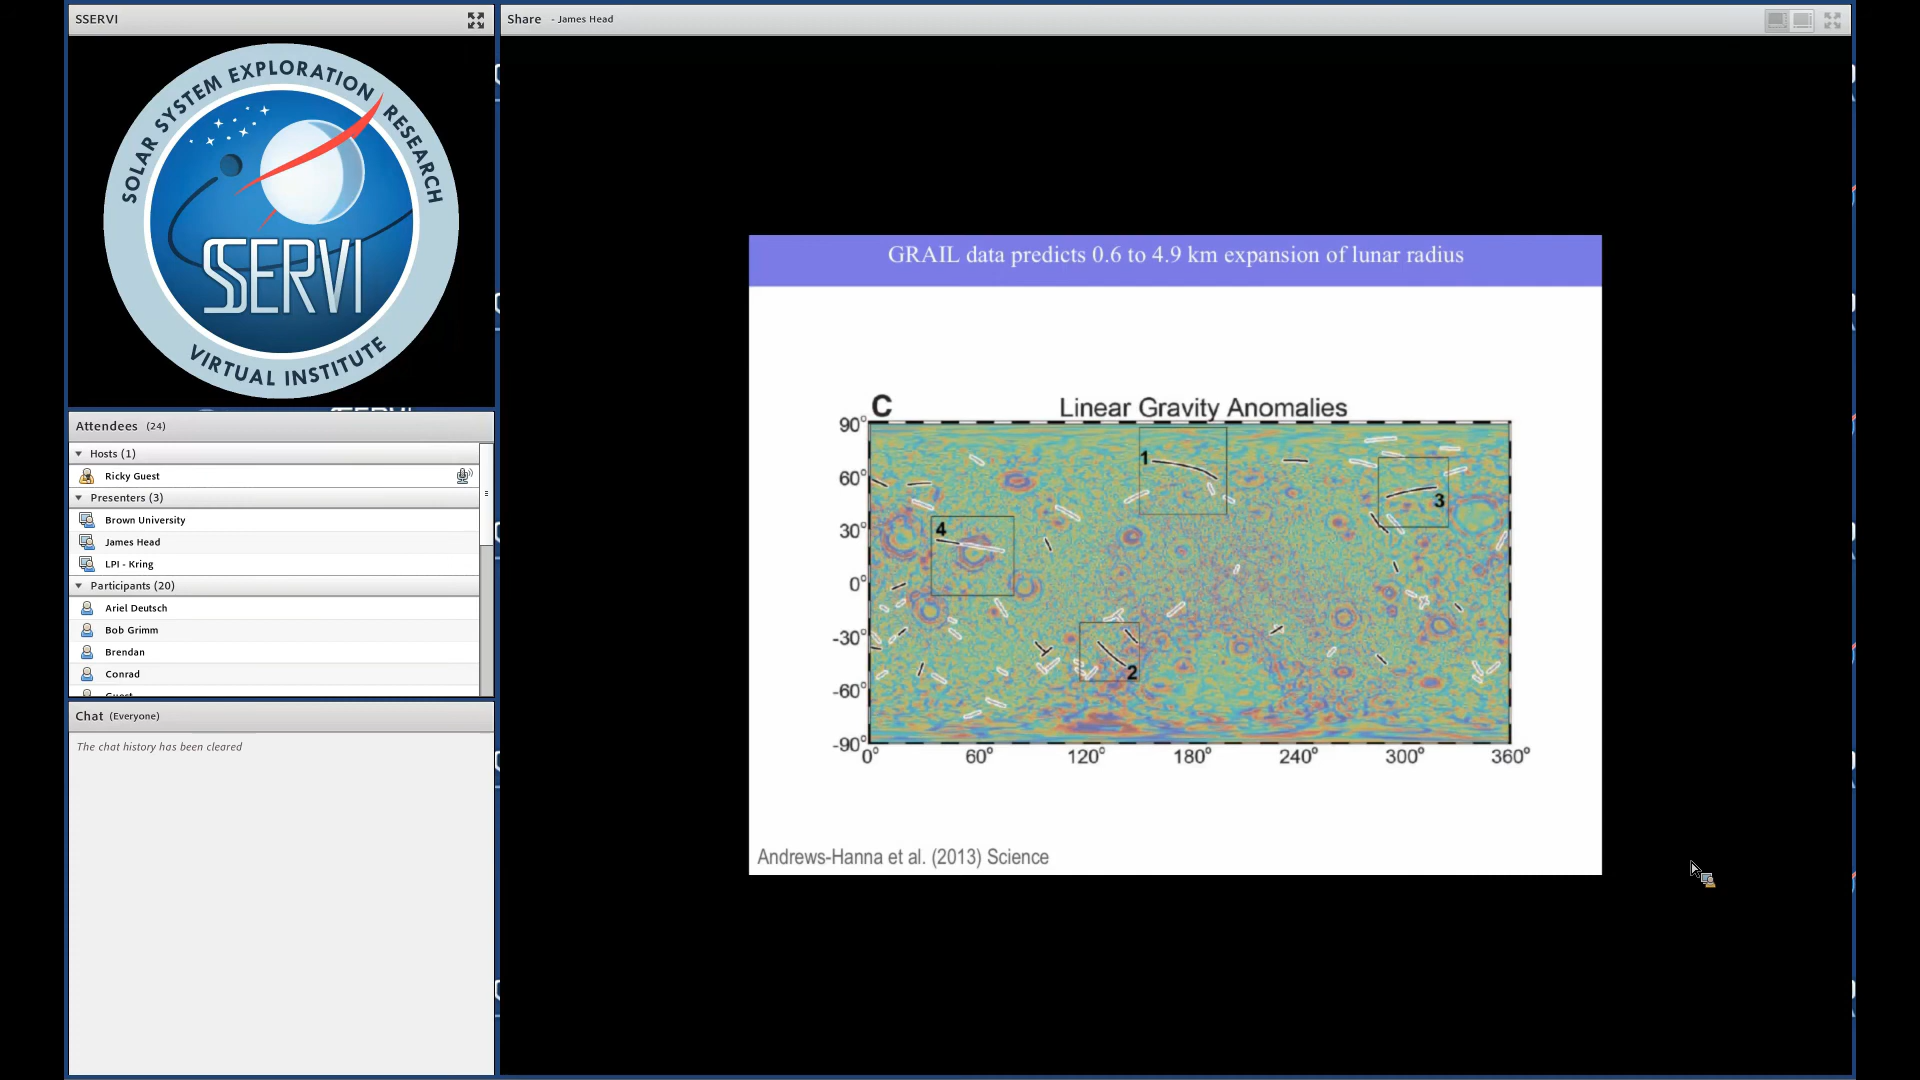 SSERVI
SOLAR SYSTEM EXPLORATION RESEARCH
SSERVI
VIRTUAL INSTITUTE
Attendees (24)
Hosts (1)
Ricky Guest
Presenters (3)
Brown University
James Head
LPI - Kring
Participants (20)
Ariel Deutsch
Bob Grimm
Brendan
Conrad
Guest
Chat (Everyone)
The chat history has been cleared
Share - James Head
GRAIL data predicts 0.6 to 4.9 km expansion of lunar radius
C Linear Gravity Anomalies
90°
60°
30°
0°
-30°
-60°
-90°
1
3
4
2
0° 60° 120° 180° 240° 300° 360°
Andrews-Hanna et al. (2013) Science